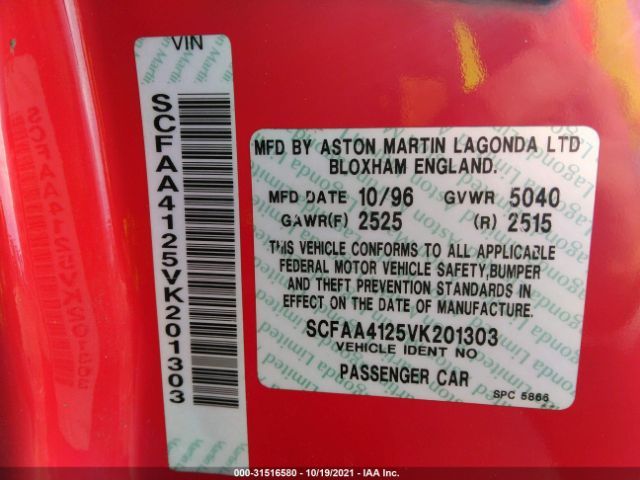 VIN
SCFAA4125VK201303
MFD BY ASTON MARTIN LAGONDA LTD
BLOXHAM ENGLAND.
MFD DATE 10/96 GVWR 5040
GAWR(F) 2525 (R) 2515
THIS VEHICLE CONFORMS TO ALL APPLICABLE
FEDERAL MOTOR VEHICLE SAFETY,BUMPER
AND THEFT PREVENTION STANDARDS IN
EFFECT ON THE DATE OF MANUFACTURE.
SCFAA4125VK201303
VEHICLE IDENT NO
PASSENGER CAR
SPC 5866
000-31516580 - 10/19/2021 - IAA Inc.